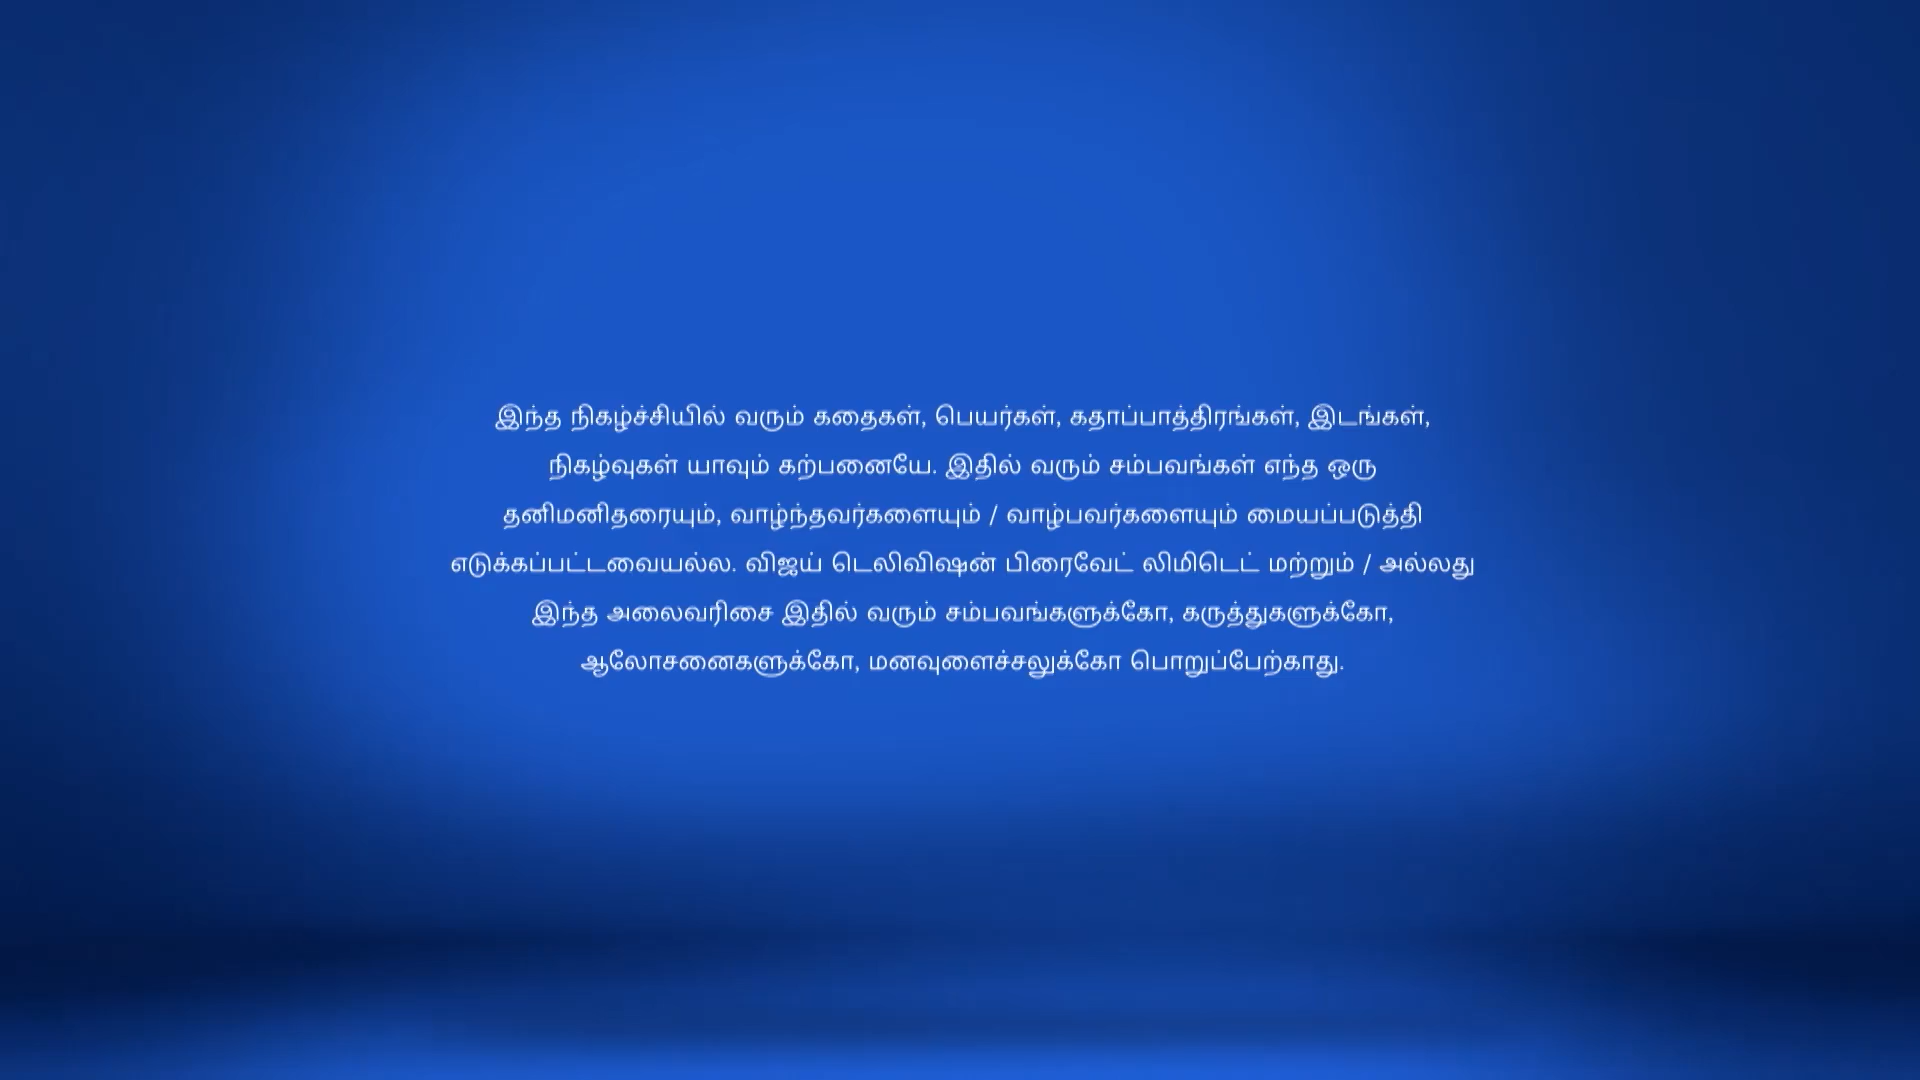 இந்த நிகழ்ச்சியில் வரும் கதைகள், பெயர்கள், கதாப்பாத்திரங்கள், இடங்கள்,
நிகழ்வுகள் யாவும் கற்பனையே. இதில் வரும் சம்பவங்கள் எந்த ஒரு
தனிமனிதரையும், வாழ்ந்தவர்களையும் / வாழ்பவர்களையும் மையப்படுத்தி
எடுக்கப்பட்டவையல்ல. விஜய் டெலிவிஷன் பிரைவேட் லிமிடெட் மற்றும் / அல்லது
இந்த அலைவரிசை இதில் வரும் சம்பவங்களுக்கோ, கருத்துகளுக்கோ,
ஆலோசனைகளுக்கோ, மனவுளைச்சலுக்கோ பொறுப்பேற்காது.